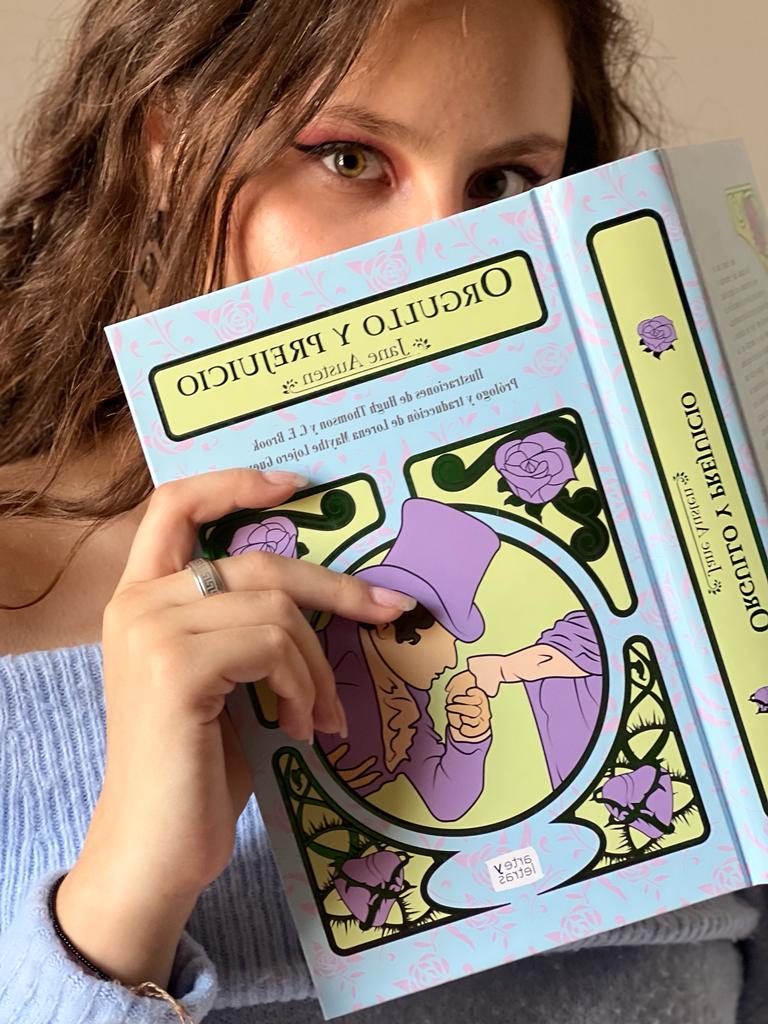 ORGULLO Y PREJUICIO
Jane Austen
Ilustraciones de Hugh Thomson y C. E. Brook
Prólogo y traducción de Lorena Maythe Lojero
arte y
letras
ORGULLO Y PREJUICIO
Jane Austen